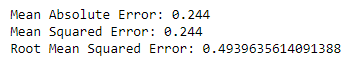 Mean Absolute Error: 0.244
Mean Squared Error: 0.244
Root Mean Squared Error: 0.4939635614091388